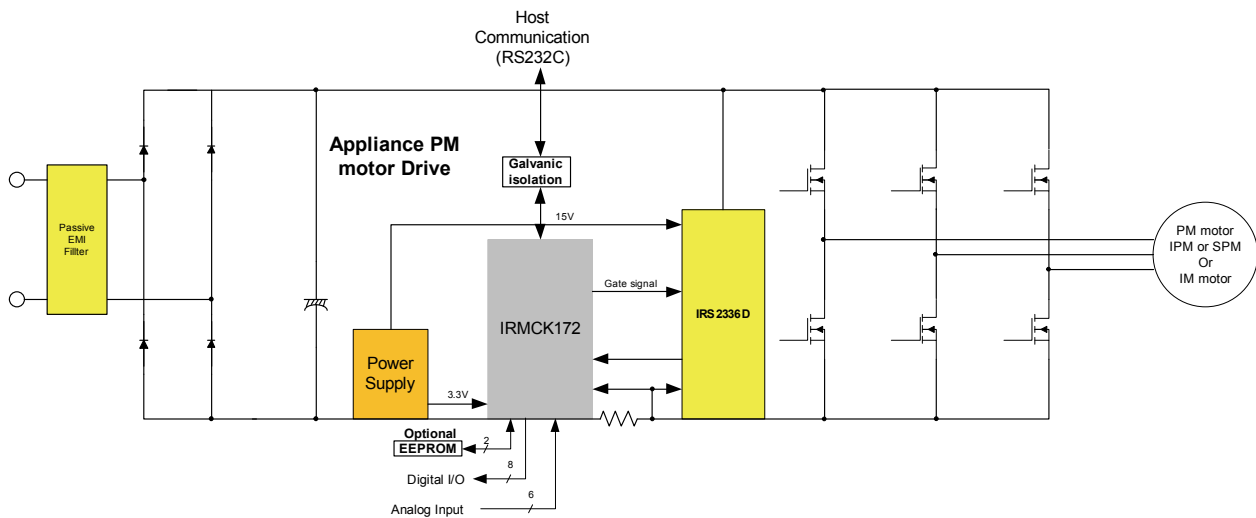 Host
Communication
(RS232C)
Appliance PM
motor Drive
Galvanic
isolation
Passive
EMI
Fillter
15V
Gate signal
IRMCK172
IRS2336D
PM motor
IPM or SPM
Or
IM motor
Power
Supply
3.3V
Optional
EEPROM
2
Digital I/O
8
Analog Input
6